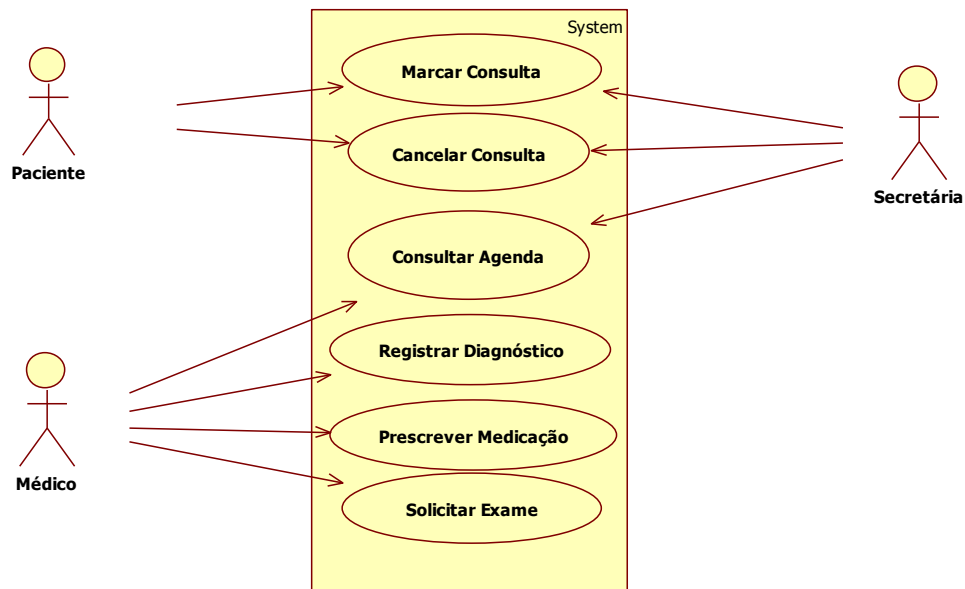 System
Marcar Consulta
Paciente
Cancelar Consulta
Secretária
Consultar Agenda
Registrar Diagnóstico
Prescrever Medicação
Médico
Solicitar Exame